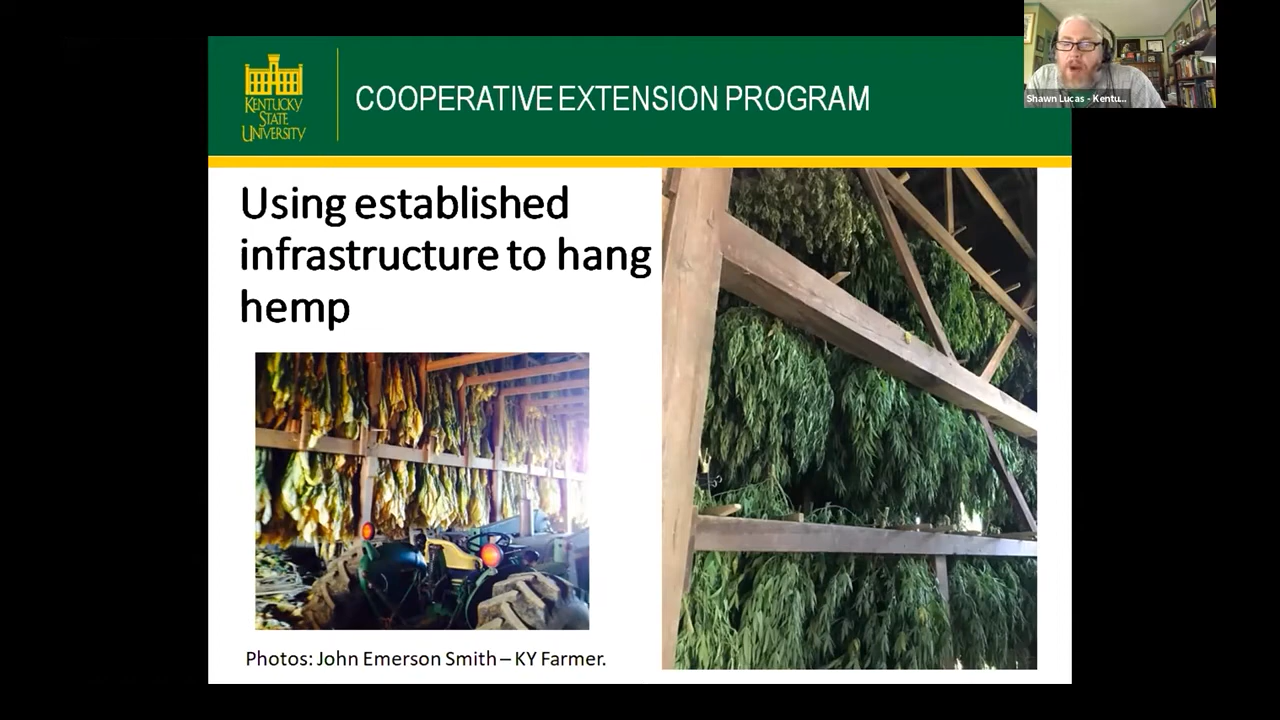 KENTUCKY
STATE
UNIVERSITY
COOPERATIVE EXTENSION PROGRAM
Shawn Lucas - Kentu...
Using established
infrastructure to hang
hemp
Photos: John Emerson Smith – KY Farmer.